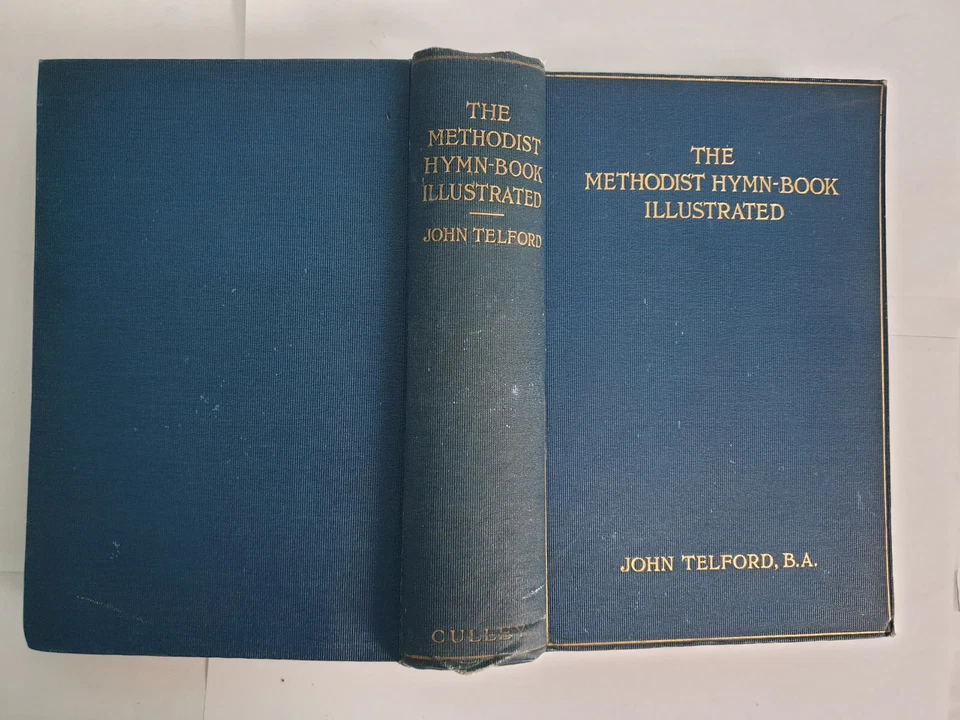 THE
METHODIST
HYMN-BOOK
ILLUSTRATED
JOHN TELFORD
CULLEY
THE
METHODIST HYMN-BOOK
ILLUSTRATED
JOHN TELFORD, B.A.